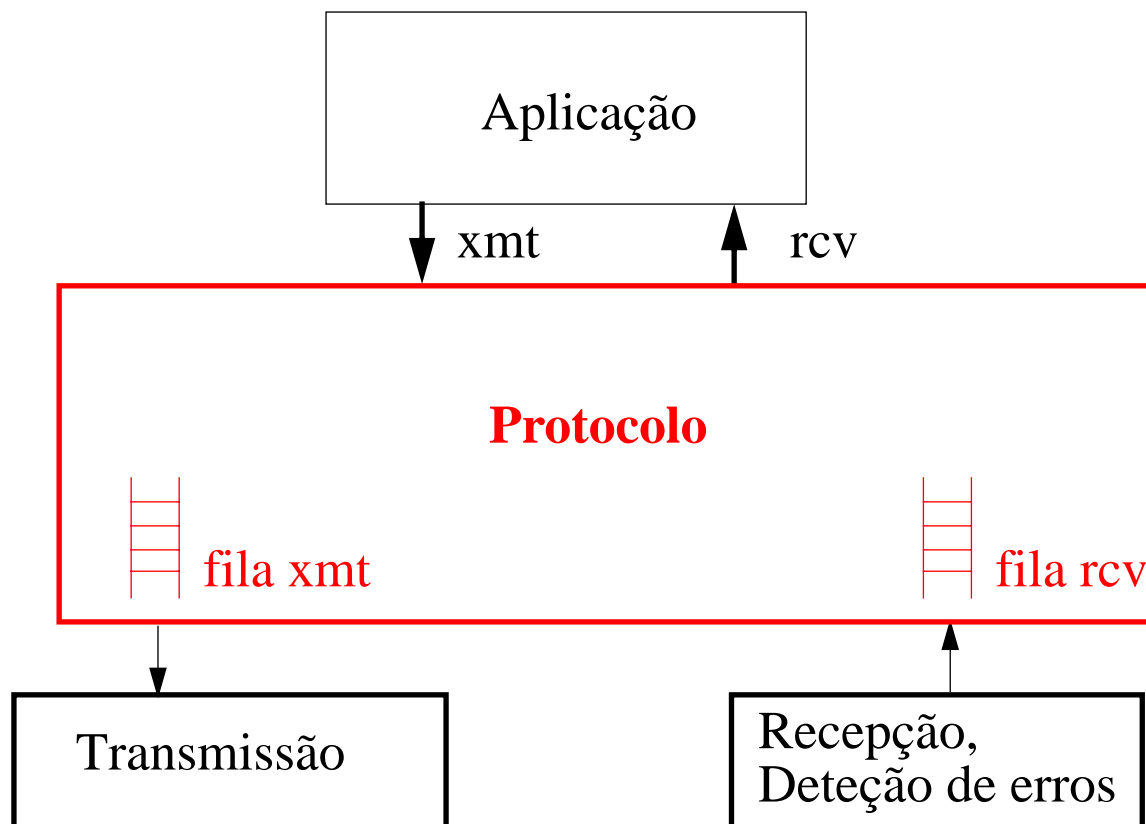 Aplicação
xmt
rcv
Protocolo
fila xmt
fila rcv
Transmissão
Recepção,
Deteção de erros